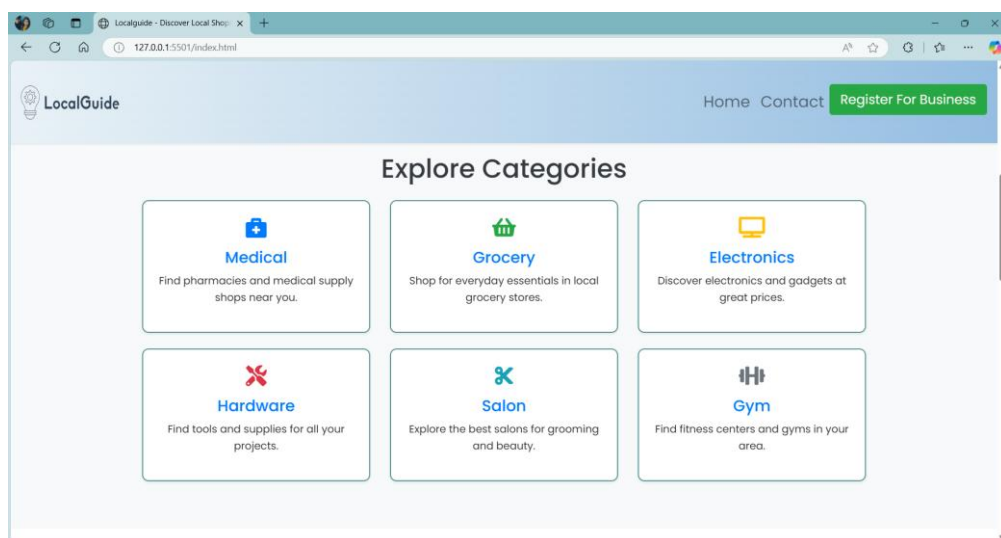 Localguide - Discover Local Shop
127.0.0.1:5501/index.html
LocalGuide
Home Contact Register For Business
Explore Categories
Medical
Find pharmacies and medical supply
shops near you.
Grocery
Shop for everyday essentials in local
grocery stores.
Electronics
Discover electronics and gadgets at
great prices.
Hardware
Find tools and supplies for all your
projects.
Salon
Explore the best salons for grooming
and beauty.
Gym
Find fitness centers and gyms in your
area.